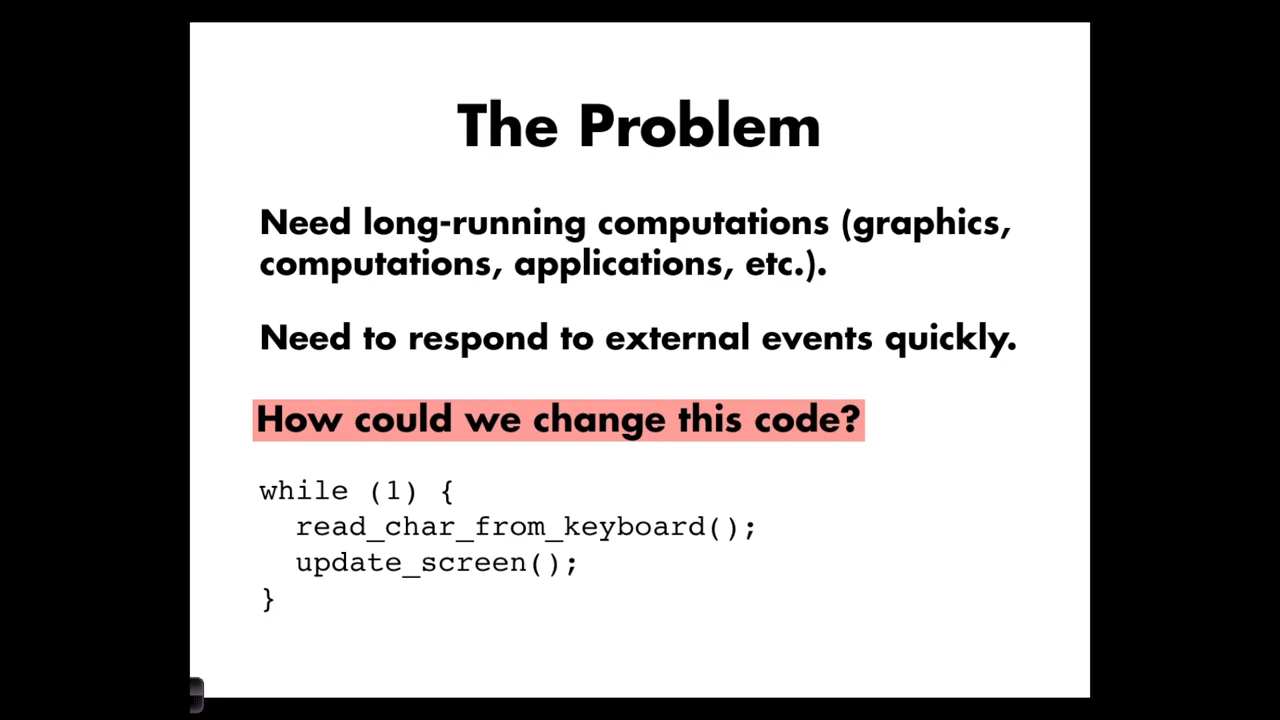 The Problem
Need long-running computations (graphics,
computations, applications, etc.).
Need to respond to external events quickly.
How could we change this code?
while (1) {
  read_char_from_keyboard();
  update_screen();
}